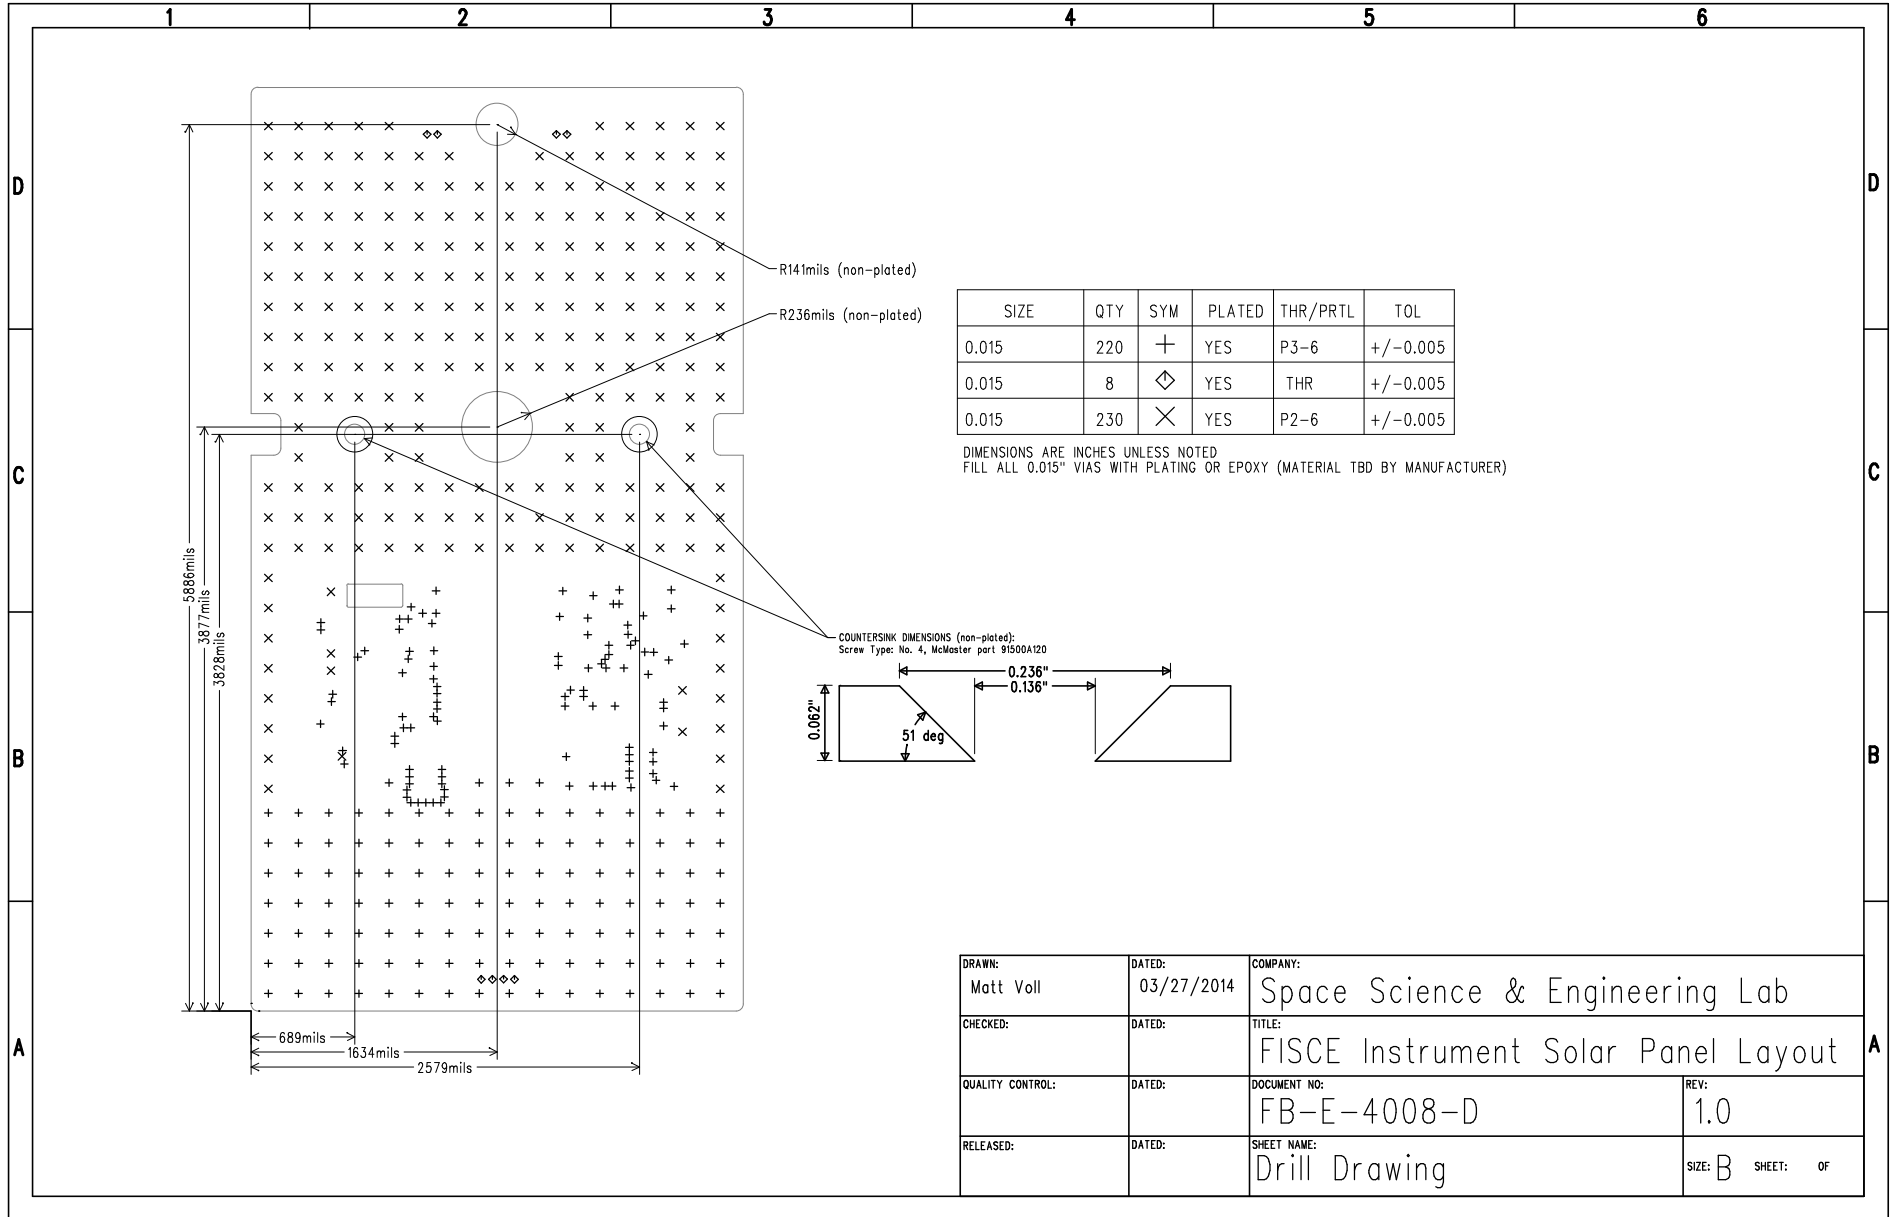 1 2 3 4 5 6
D D
R141mils (non-plated)
R236mils (non-plated)
SIZE QTY SYM PLATED THR/PRTL TOL
0.015 220 + YES P3-6 +/-0.005
0.015 8 YES THR +/-0.005
0.015 230 X YES P2-6 +/-0.005
DIMENSIONS ARE INCHES UNLESS NOTED
FILL ALL 0.015" VIAS WITH PLATING OR EPOXY (MATERIAL TBD BY MANUFACTURER)
C C
5886mils
3877mils
3828mils
COUNTERSINK DIMENSIONS (non-plated):
Screw Type: No. 4, McMaster part 91500A120
0.236"
0.136"
0.062"
51 deg
B B
689mils
1634mils
2579mils
A A
DRAWN: DATED: COMPANY:
Matt Voll 03/27/2014 Space Science & Engineering Lab
CHECKED: DATED: TITLE:
FISCE Instrument Solar Panel Layout
QUALITY CONTROL: DATED: DOCUMENT NO: REV:
FB-E-4008-D 1.0
RELEASED: DATED: SHEET NAME:
Drill Drawing SIZE: B SHEET: OF